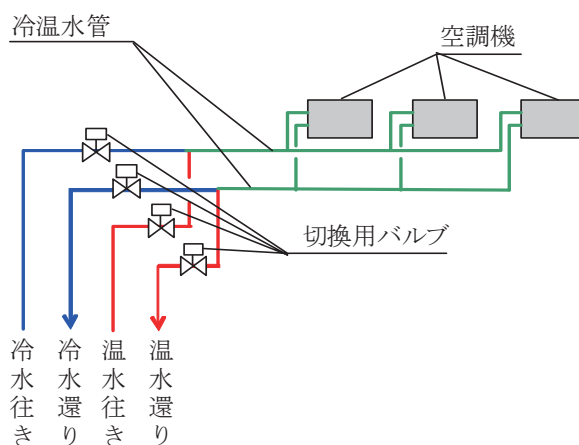 冷温水管
空調機
切換用バルブ
冷水往き
冷水還り
温水往き
温水還り